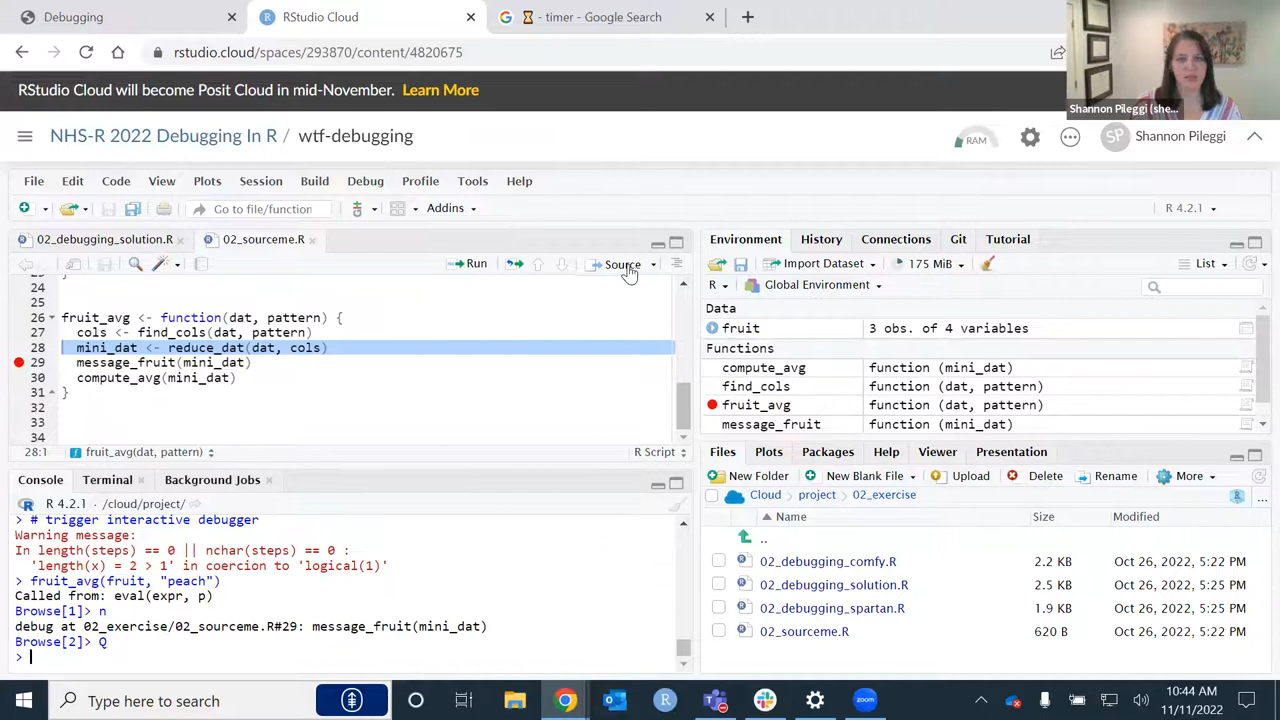 Debugging
RStudio Cloud
- timer - Google Search
rstudio.cloud/spaces/293870/content/4820675
RStudio Cloud will become Posit Cloud in mid-November. Learn More
Shannon Pileggi (she...
NHS-R 2022 Debugging In R / wtf-debugging
RAM
SP
Shannon Pileggi
File Edit Code View Plots Session Build Debug Profile Tools Help
Go to file/function
Addins
R 4.2.1
02_debugging_solution.R
02_sourceme.R
Run
Source
24
25
26 fruit_avg <- function(dat, pattern) {
27 cols <- find_cols(dat, pattern)
28 mini_dat <- reduce_dat(dat, cols)
29 message_fruit(mini_dat)
30 compute_avg(mini_dat)
31 }
32
33
34
28:1 fruit_avg(dat, pattern) R Script
Console Terminal Background Jobs
R 4.2.1 · /cloud/project/
> # trigger interactive debugger
Warning message:
In length(steps) == 0 || nchar(steps) == 0 :
'length(x) = 2 > 1' in coercion to 'logical(1)'
> fruit_avg(fruit, "peach")
Called from: eval(expr, p)
Browse[1]> n
debug at 02_exercise/02_sourceme.R#29: message_fruit(mini_dat)
Browse[2]> Q
>
Environment History Connections Git Tutorial
Import Dataset 175 MiB List
R Global Environment
Data
fruit 3 obs. of 4 variables
Functions
compute_avg function (mini_dat)
find_cols function (dat, pattern)
fruit_avg function (dat, pattern)
message_fruit function (mini_dat)
Files Plots Packages Help Viewer Presentation
New Folder New Blank File Upload Delete Rename More
Cloud project 02_exercise ...
Name Size Modified
..
02_debugging_comfy.R 2.2 KB Oct 26, 2022, 5:22 PM
02_debugging_solution.R 2.5 KB Oct 26, 2022, 5:25 PM
02_debugging_spartan.R 1.9 KB Oct 26, 2022, 5:25 PM
02_sourceme.R 620 B Oct 26, 2022, 5:22 PM
Type here to search
zoom
10:44 AM
11/11/2022